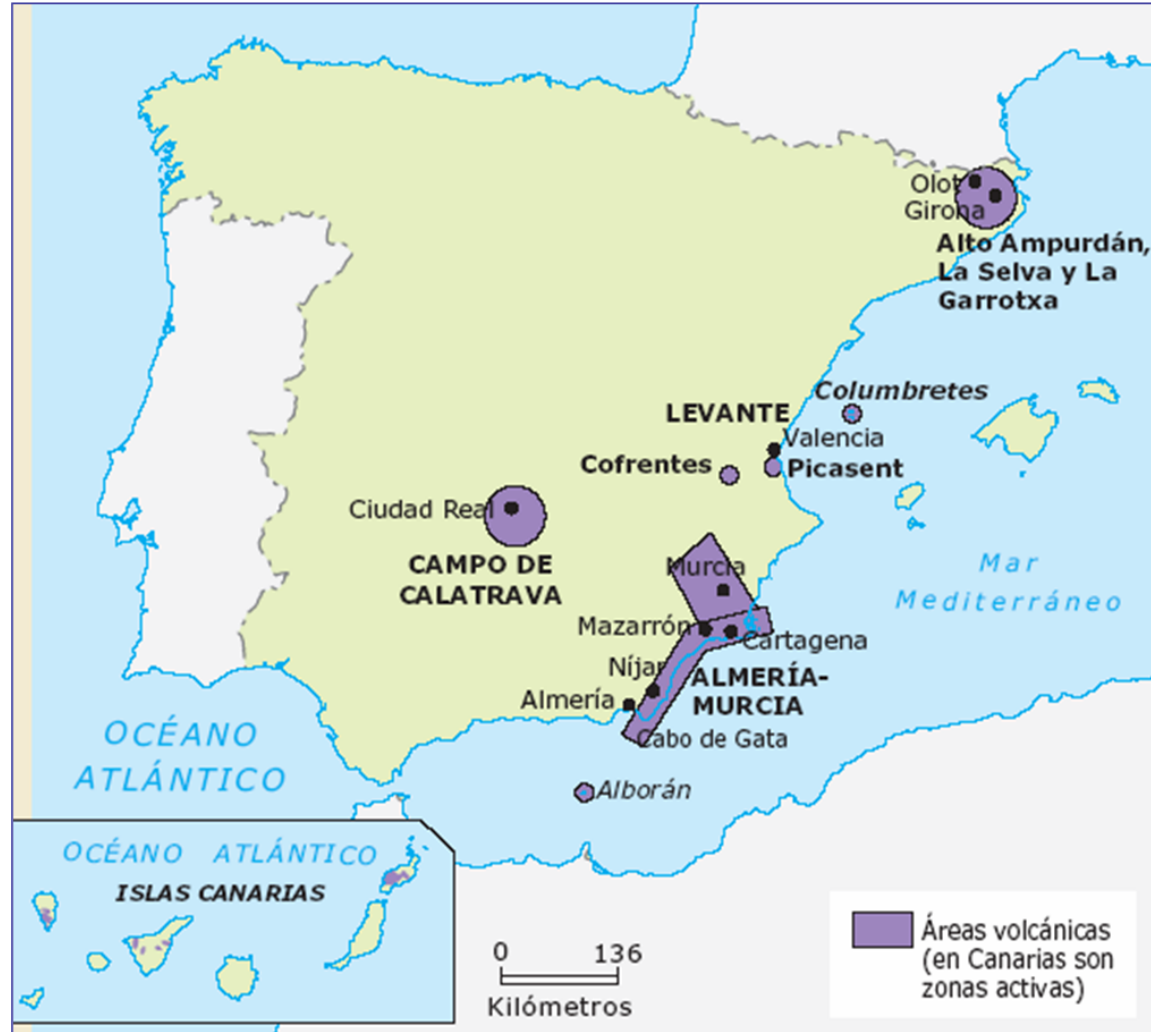 Olot
Girona
Alto Ampurdán,
La Selva y La
Garrotxa
Columbretes
LEVANTE
Valencia
Cofrentes
Picasent
Ciudad Real
CAMPO DE
CALATRAVA
Murcia
Mar
Mediterráneo
Mazarrón
Cartagena
Níjar
ALMERÍA-
MURCIA
Almería
Cabo de Gata
OCÉANO
ATLÁNTICO
Alborán
OCÉANO ATLÁNTICO
ISLAS CANARIAS
0 136
Kilómetros
Áreas volcánicas
(en Canarias son
zonas activas)